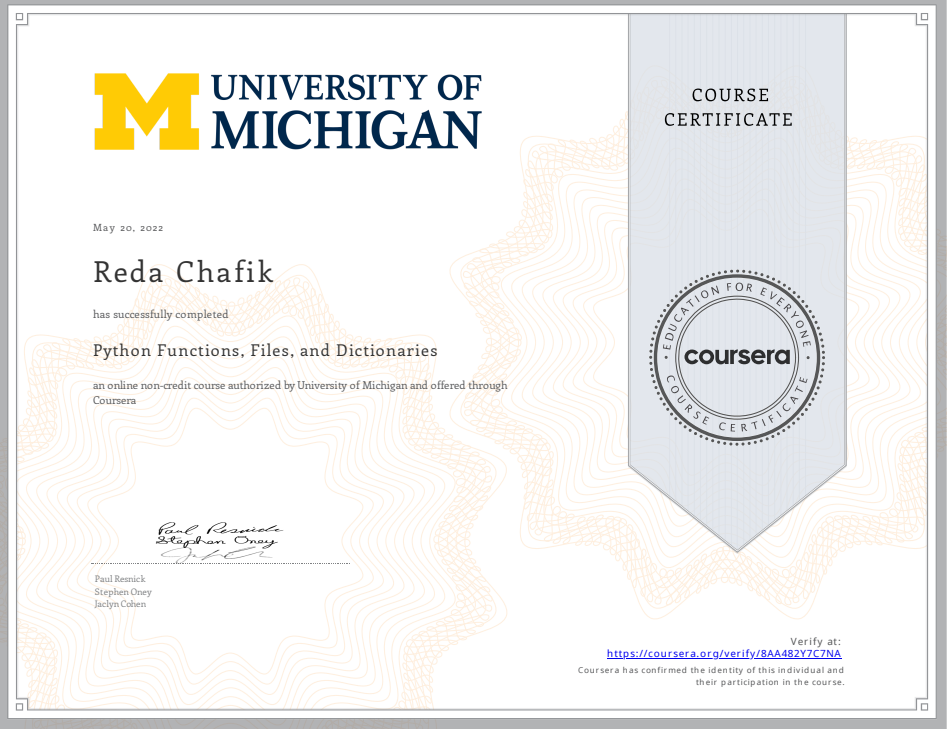 UNIVERSITY OF
MICHIGAN
COURSE
CERTIFICATE
May 20, 2022
Reda Chafik
has successfully completed
Python Functions, Files, and Dictionaries
an online non-credit course authorized by University of Michigan and offered through
Coursera
EDUCATION FOR EVERYONE
coursera
COURSE CERTIFICATE
Paul Resnick
Stephen Oney
Paul Resnick
Stephen Oney
Jaclyn Cohen
Verify at:
https://coursera.org/verify/8AA482Y7C7NA
Coursera has confirmed the identity of this individual and
their participation in the course.